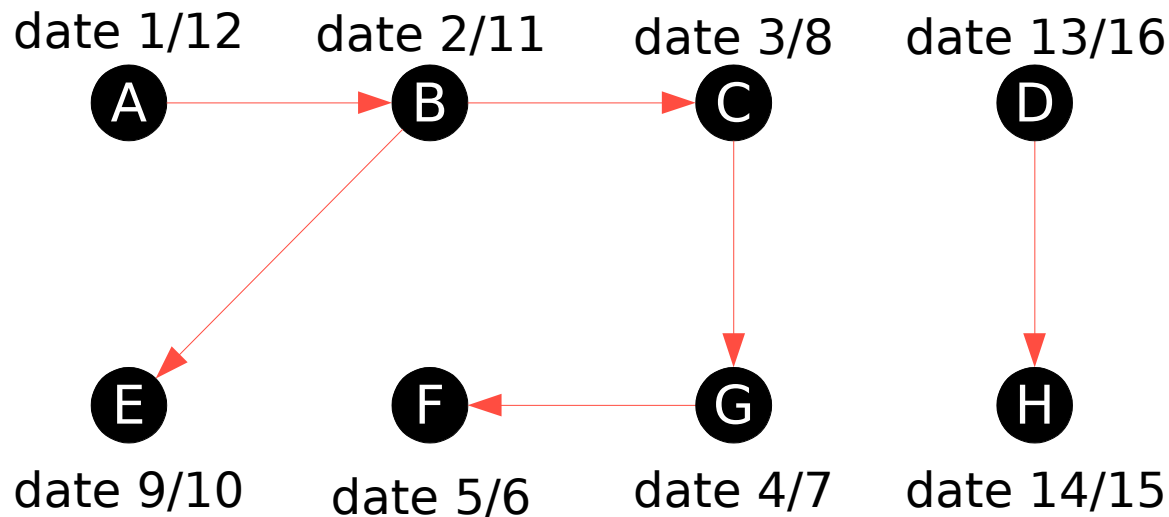 date 1/12 date 2/11 date 3/8 date 13/16
A B C D
E F G H
date 9/10 date 5/6 date 4/7 date 14/15